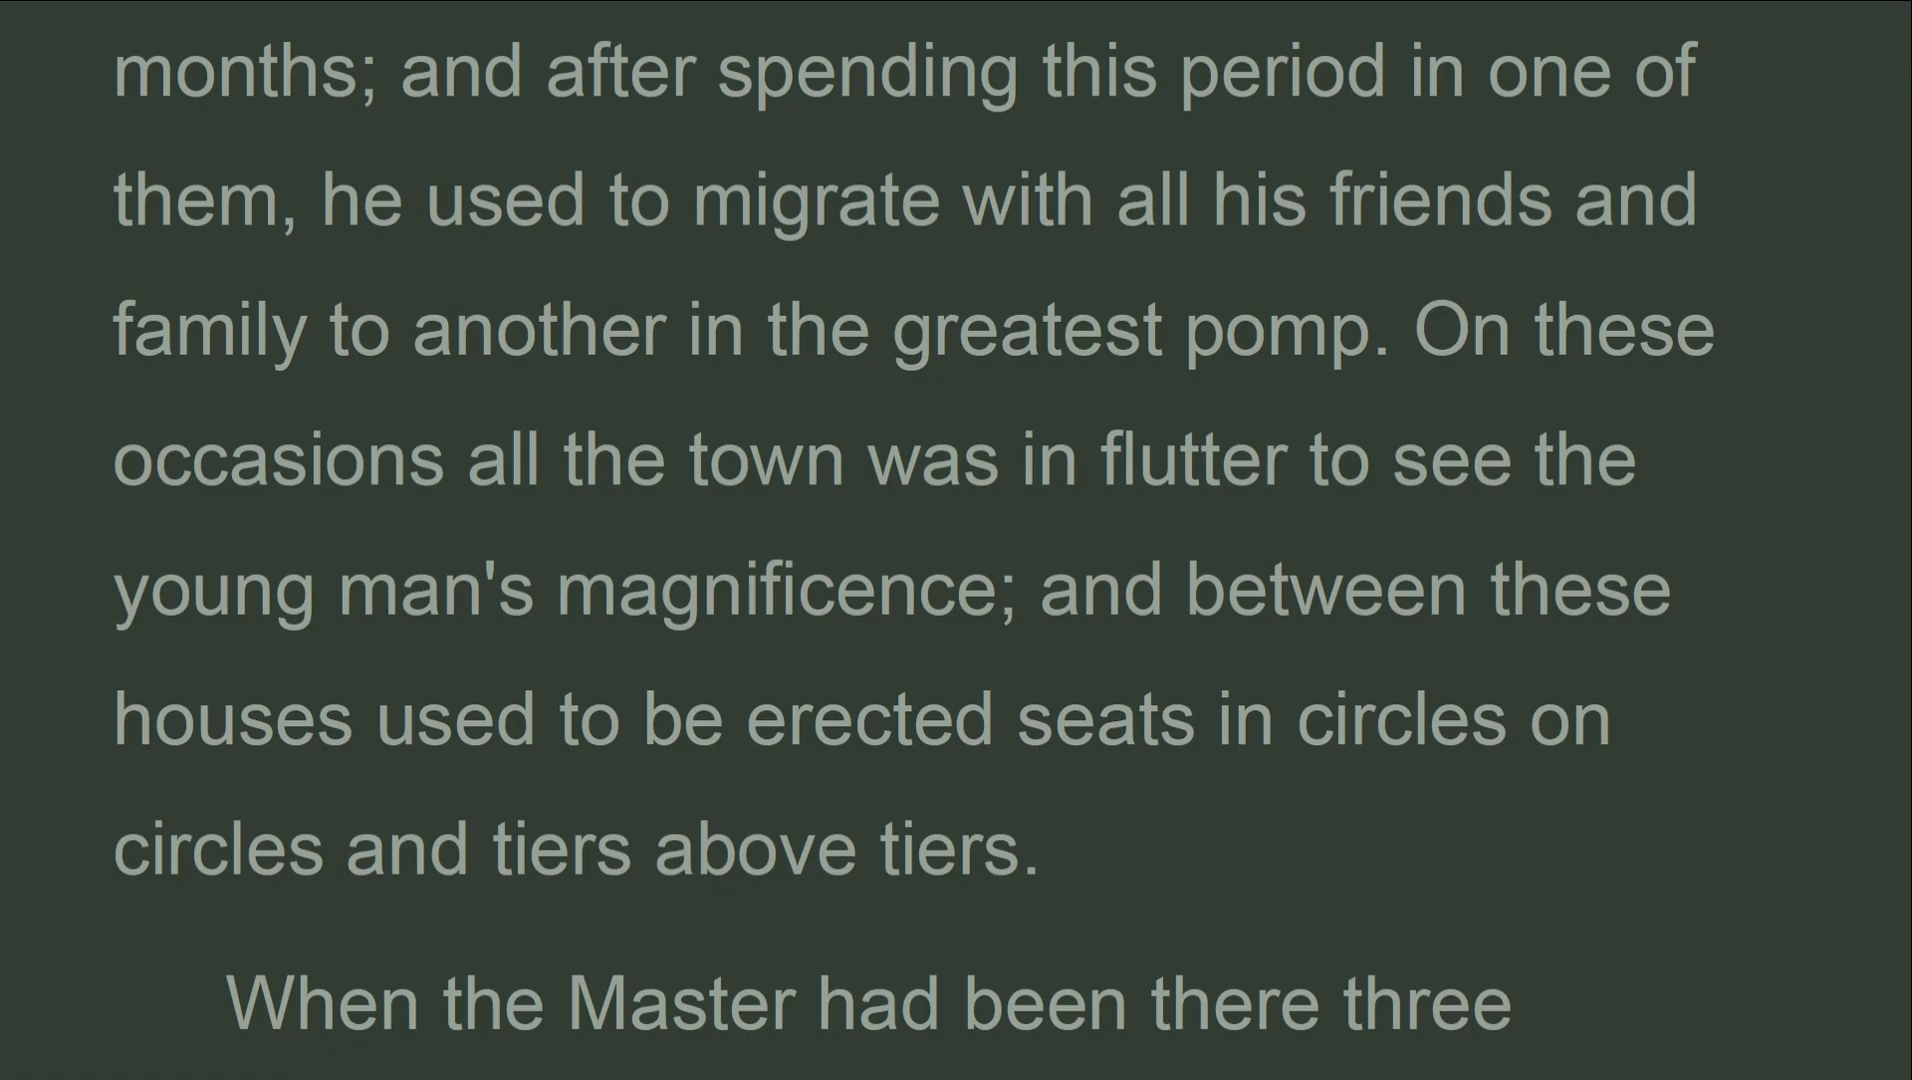 months; and after spending this period in one of
them, he used to migrate with all his friends and
family to another in the greatest pomp. On these
occasions all the town was in flutter to see the
young man's magnificence; and between these
houses used to be erected seats in circles on
circles and tiers above tiers.
When the Master had been there three